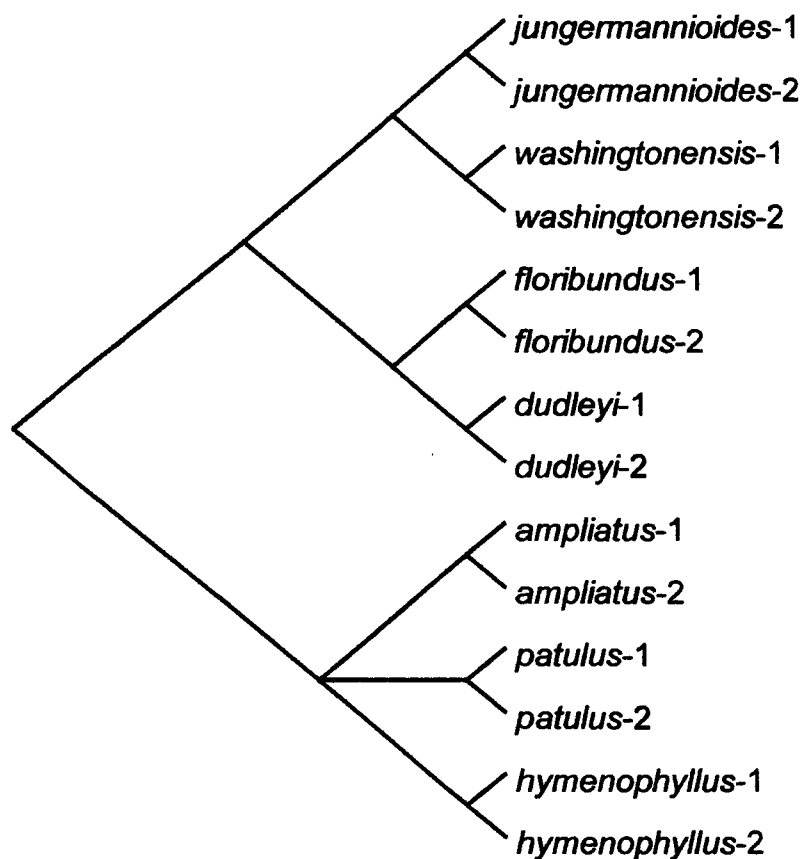 jungermannioides-1
jungermannioides-2
washingtonensis-1
washingtonensis-2
floribundus-1
floribundus-2
dudleyi-1
dudleyi-2
ampliatus-1
ampliatus-2
patulus-1
patulus-2
hymenophyllus-1
hymenophyllus-2